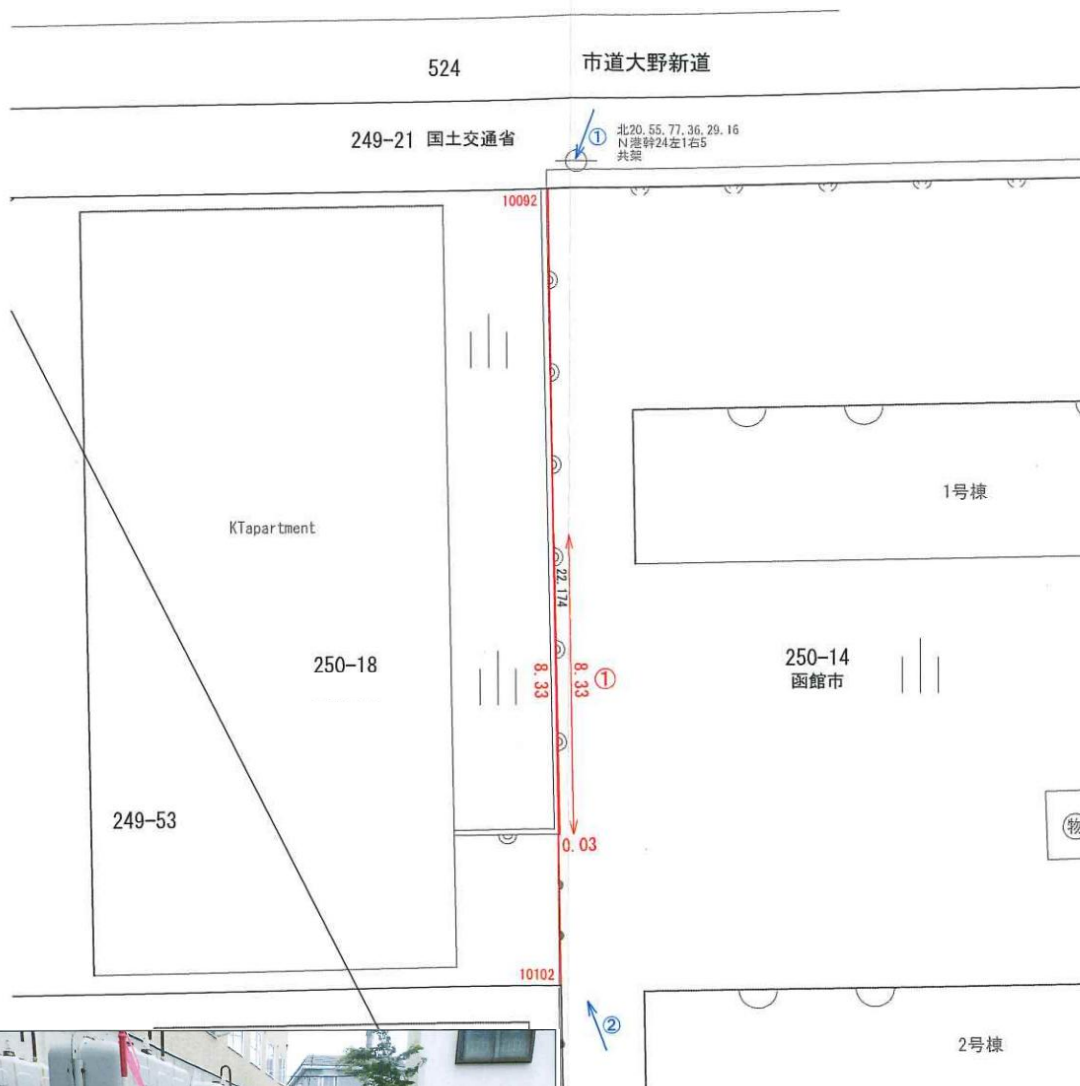 524
市道大野新道
249-21 国土交通省
①
北20.55.77.36.29.16
N港幹24左1右5
共架
10092
1号棟
KTapartment
22.174
250-18
8.33
8.33
①
250-14
函館市
249-53
物
0.03
10102
②
2号棟